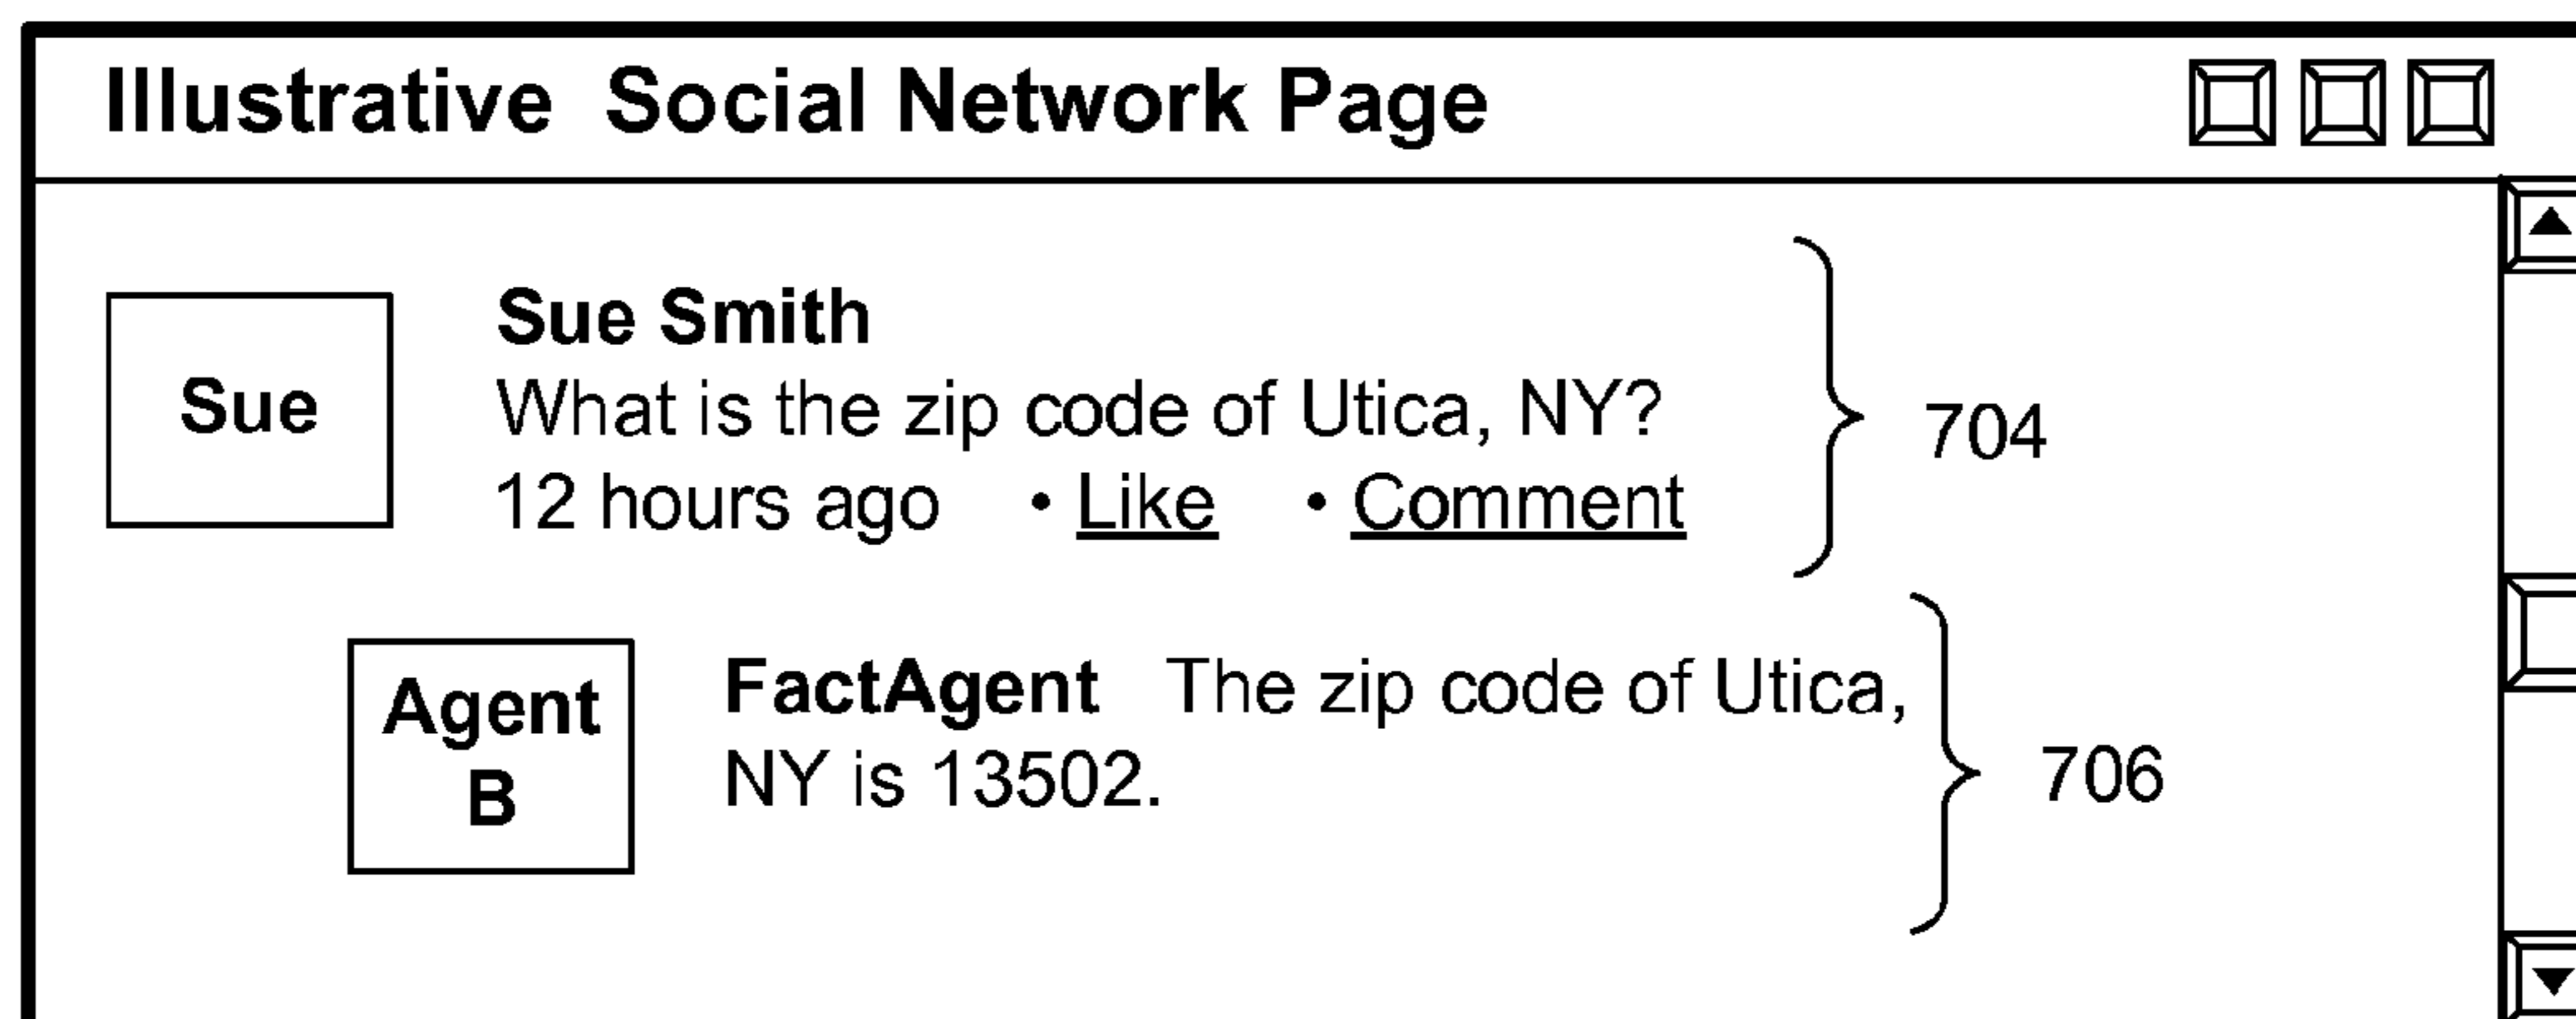 Illustrative Social Network Page
Sue
Sue Smith
What is the zip code of Utica, NY?
12 hours ago • Like • Comment
704
Agent
B
FactAgent The zip code of Utica,
NY is 13502.
706